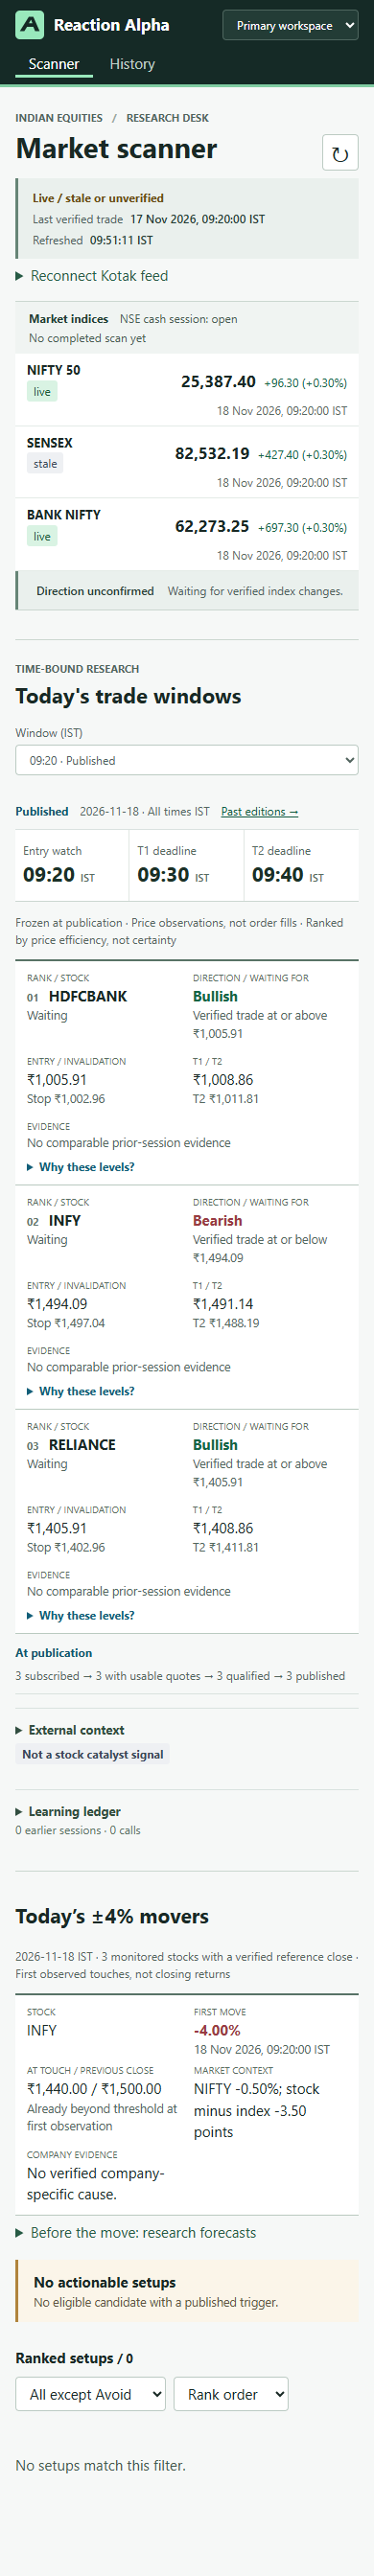 A Reaction Alpha
Primary workspace
Scanner History
INDIAN EQUITIES / RESEARCH DESK
Market scanner
Live / stale or unverified
Last verified trade 17 Nov 2026, 09:20:00 IST
Refreshed 09:51:11 IST
Reconnect Kotak feed
Market indices NSE cash session: open
No completed scan yet
NIFTY 50
live
25,387.40 +96.30 (+0.30%)
18 Nov 2026, 09:20:00 IST
SENSEX
stale
82,532.19 +427.40 (+0.30%)
18 Nov 2026, 09:20:00 IST
BANK NIFTY
live
62,273.25 +697.30 (+0.30%)
18 Nov 2026, 09:20:00 IST
Direction unconfirmed Waiting for verified index changes.
TIME-BOUND RESEARCH
Today's trade windows
Window (IST)
09:20 · Published
Published 2026-11-18 · All times IST Past editions →
Entry watch
09:20 IST
T1 deadline
09:30 IST
T2 deadline
09:40 IST
Frozen at publication · Price observations, not order fills · Ranked
by price efficiency, not certainty
RANK / STOCK
01 HDFCBANK
Waiting
DIRECTION / WAITING FOR
Bullish
Verified trade at or above
₹1,005.91
ENTRY / INVALIDATION
₹1,005.91
Stop ₹1,002.96
T1 / T2
₹1,008.86
T2 ₹1,011.81
EVIDENCE
No comparable prior-session evidence
Why these levels?
RANK / STOCK
02 INFY
Waiting
DIRECTION / WAITING FOR
Bearish
Verified trade at or below
₹1,494.09
ENTRY / INVALIDATION
₹1,494.09
Stop ₹1,497.04
T1 / T2
₹1,491.14
T2 ₹1,488.19
EVIDENCE
No comparable prior-session evidence
Why these levels?
RANK / STOCK
03 RELIANCE
Waiting
DIRECTION / WAITING FOR
Bullish
Verified trade at or above
₹1,405.91
ENTRY / INVALIDATION
₹1,405.91
Stop ₹1,402.96
T1 / T2
₹1,408.86
T2 ₹1,411.81
EVIDENCE
No comparable prior-session evidence
Why these levels?
At publication
3 subscribed → 3 with usable quotes → 3 qualified → 3 published
External context
Not a stock catalyst signal
Learning ledger
0 earlier sessions · 0 calls
Today’s ±4% movers
2026-11-18 IST · 3 monitored stocks with a verified reference close ·
First observed touches, not closing returns
STOCK
INFY
FIRST MOVE
-4.00%
18 Nov 2026, 09:20:00 IST
AT TOUCH / PREVIOUS CLOSE
₹1,440.00 / ₹1,500.00
Already beyond threshold at
first observation
MARKET CONTEXT
NIFTY -0.50%; stock
minus index -3.50
points
COMPANY EVIDENCE
No verified company-
specific cause.
Before the move: research forecasts
No actionable setups
No eligible candidate with a published trigger.
Ranked setups / 0
All except Avoid
Rank order
No setups match this filter.